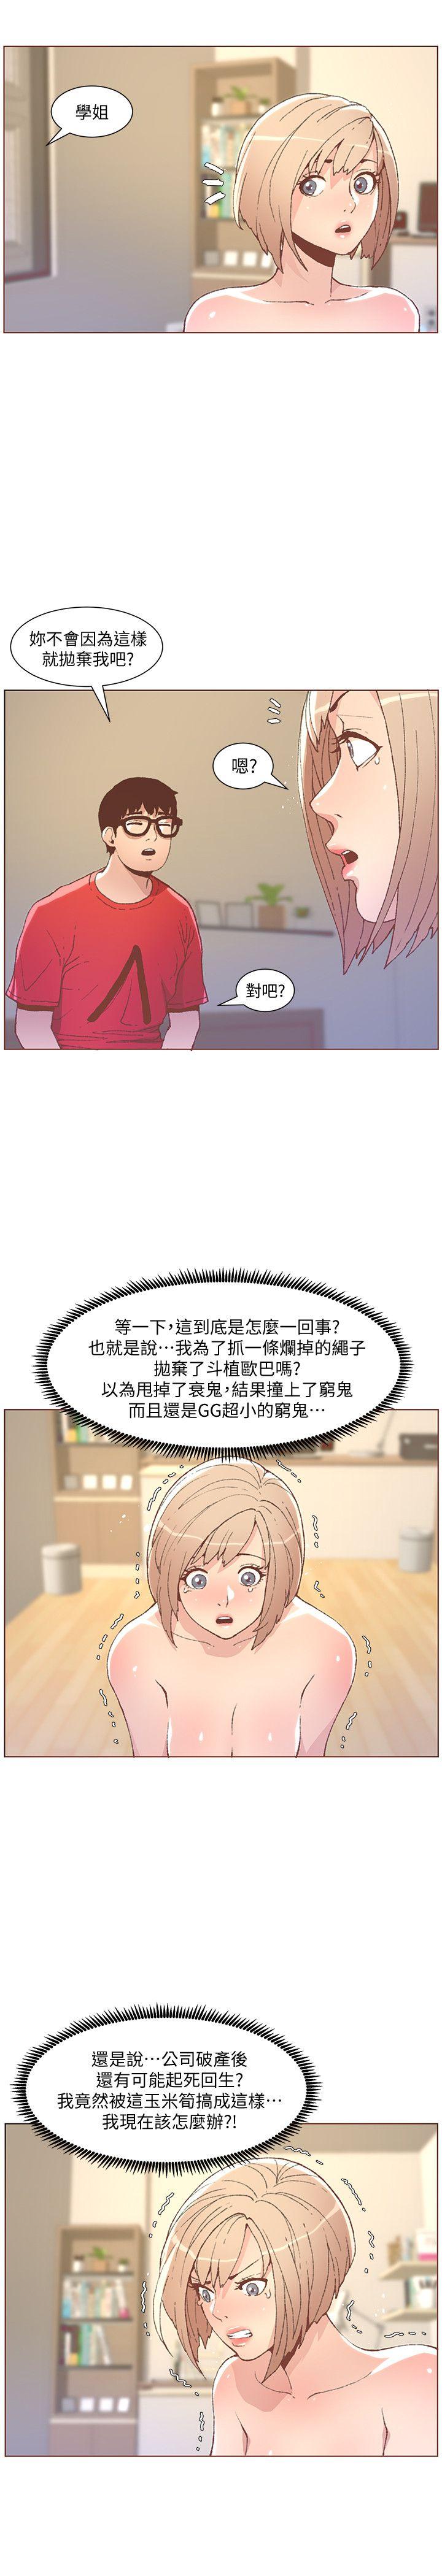 學姐
妳不會因為這樣
就拋棄我吧?
嗯?
對吧?
等一下,這到底是怎麼一回事?
也就是說⋯我為了抓一條爛掉的繩子
拋棄了斗植歐巴嗎?
以為甩掉了衰鬼,結果撞上了窮鬼
而且還是GG超小的窮鬼⋯
還是說⋯公司破產後
還有可能起死回生?
我竟然被這玉米筍搞成這樣⋯
我現在該怎麼辦?!